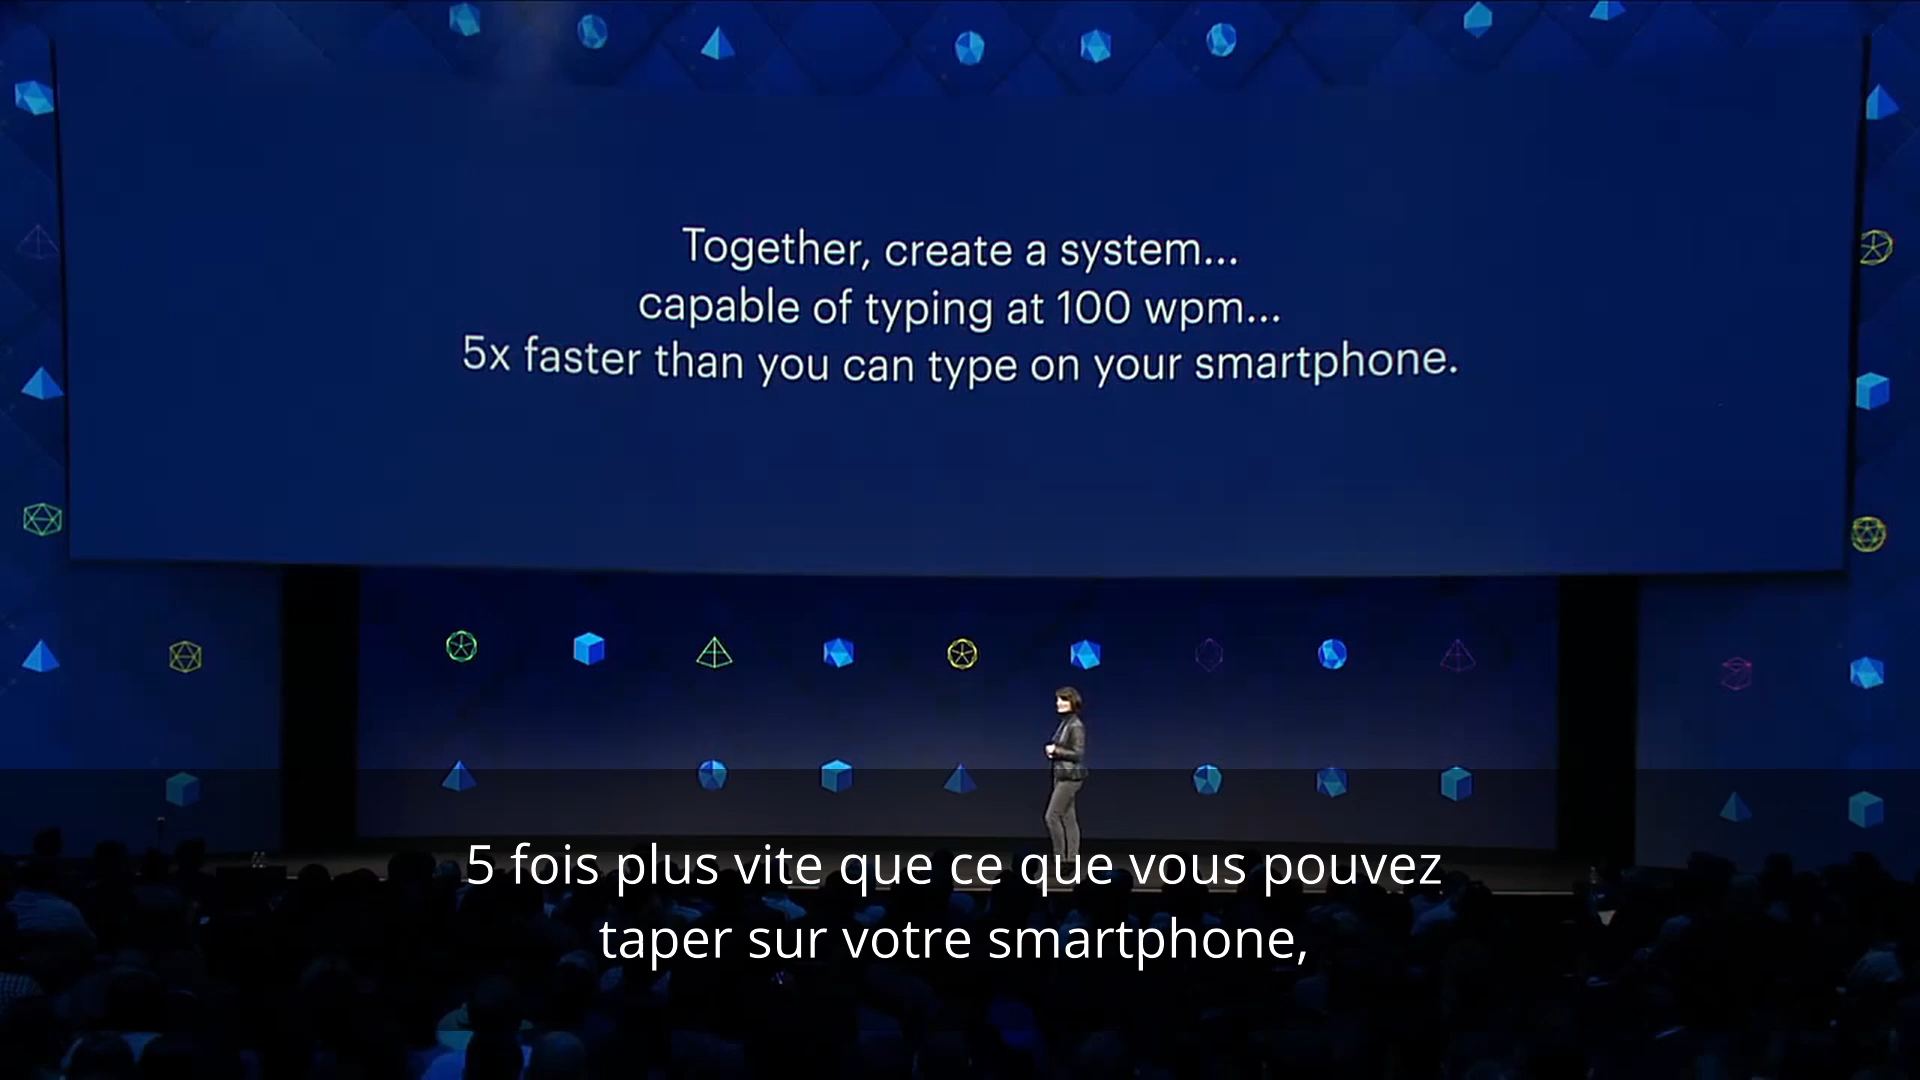 Together, create a system...
capable of typing at 100 wpm...
5x faster than you can type on your smartphone.
5 fois plus vite que ce que vous pouvez
taper sur votre smartphone,